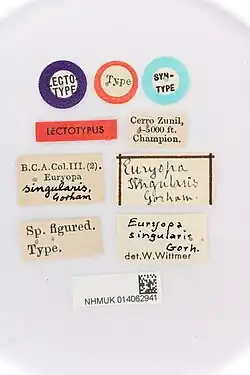 LECTO
TYPE
Type
SYN-
TYPE
LECTOTYPUS
Cerro Zunil,
4-5000 ft.
Champion.
B.C.A.Col.III.(2).
Euryopa
singularis,
Gorham
Euryopa
singularis
Gorham.
Sp. figured.
Type.
Euryopa
singularis
Gorh.
det.W.Wittmer
NHMUK 014062941